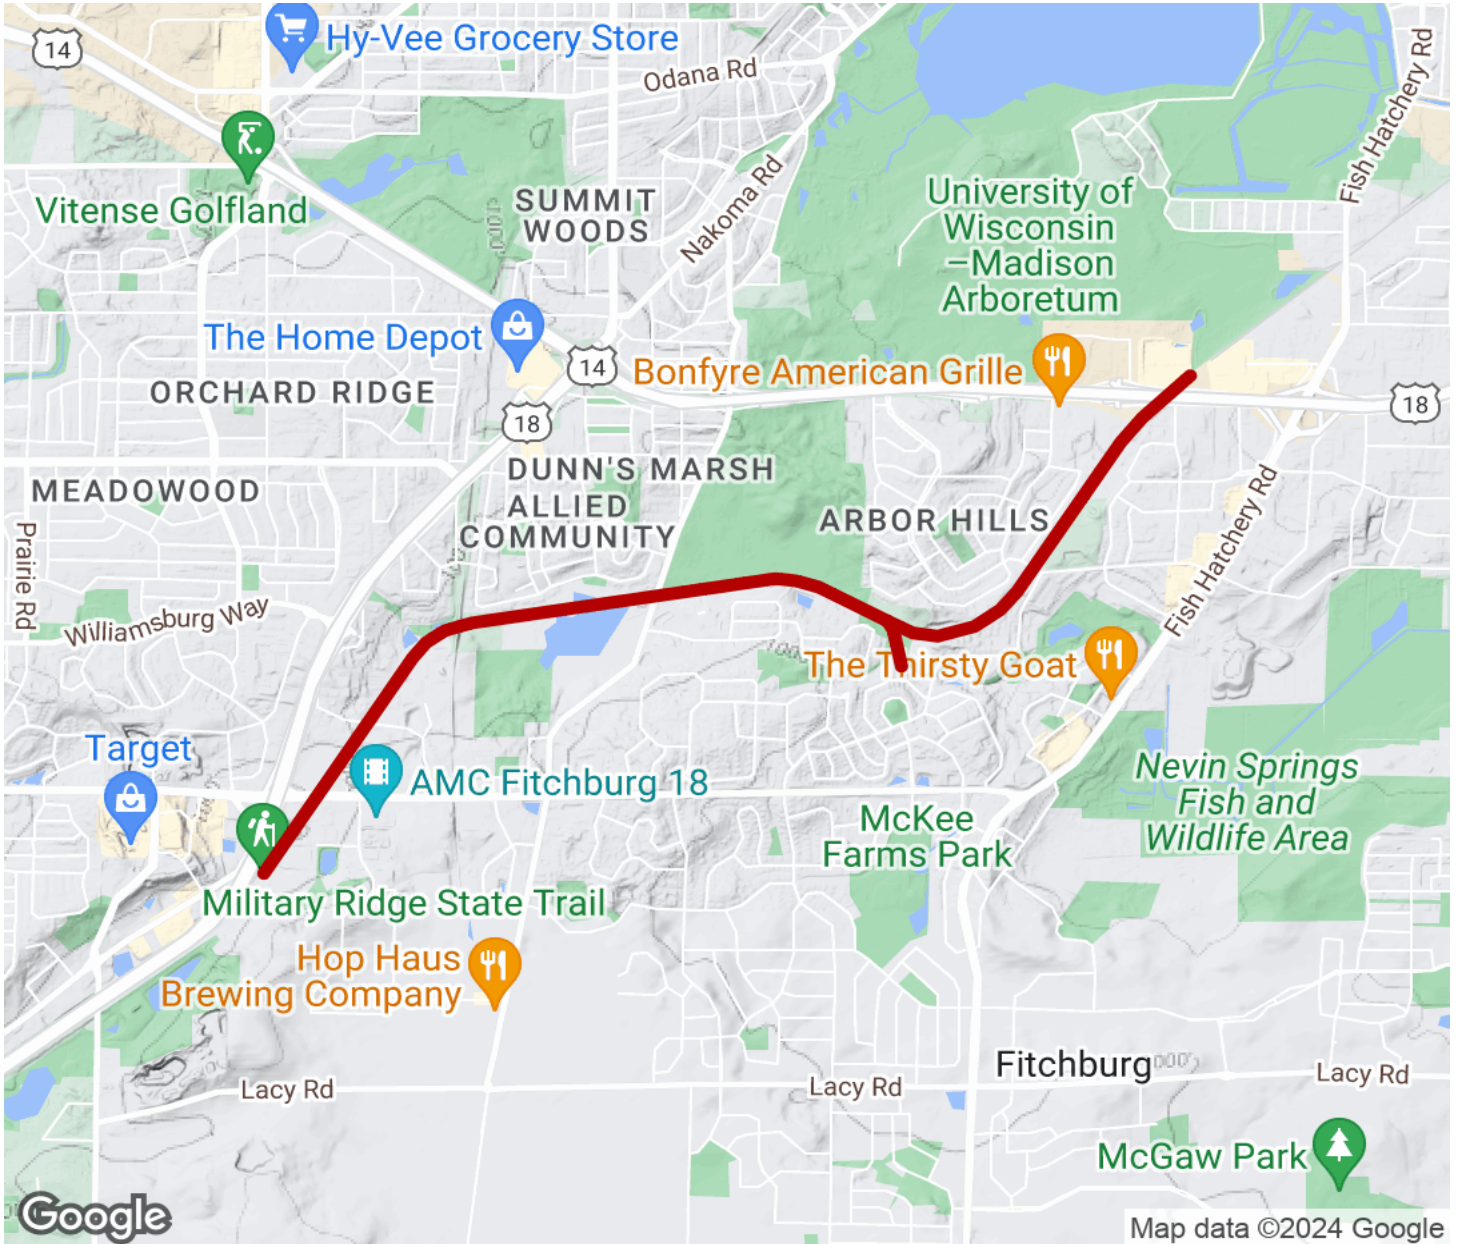 14
Hy-Vee Grocery Store
Odana Rd
Fish Hatchery Rd
Vitense Golfland
SUMMIT
WOODS
Nakoma Rd
University of
Wisconsin
–Madison
Arboretum
The Home Depot
14
Bonfyre American Grille
ORCHARD RIDGE
18
18
MEADOWOOD
DUNN'S MARSH
ALLIED
COMMUNITY
ARBOR HILLS
Fish Hatchery Rd
Prairie Rd
Williamsburg Way
The Thirsty Goat
Target
AMC Fitchburg 18
Nevin Springs
Fish and
Wildlife Area
McKee
Farms Park
Military Ridge State Trail
Hop Haus
Brewing Company
Fitchburg
Lacy Rd
Lacy Rd
Lacy Rd
McGaw Park
Google
Map data ©2024 Google